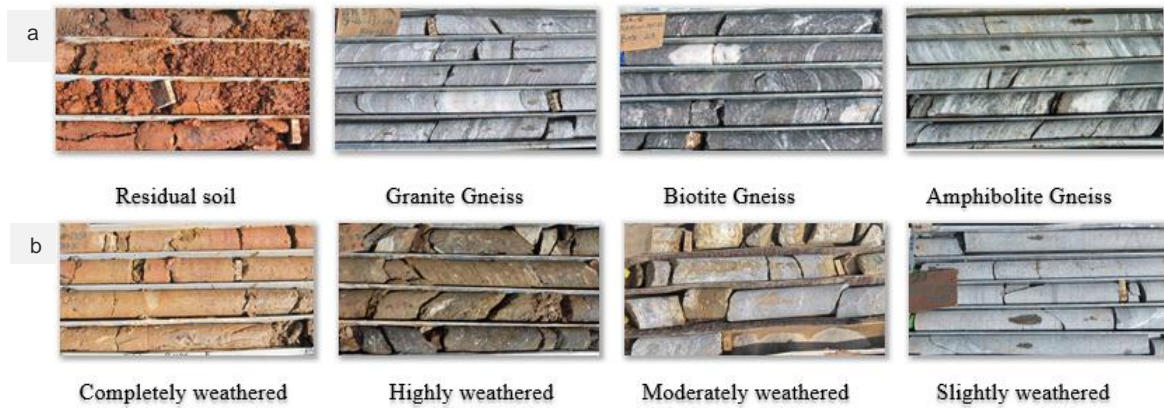 a
Residual soil
Granite Gneiss
Biotite Gneiss
Amphibolite Gneiss
b
Completely weathered
Highly weathered
Moderately weathered
Slightly weathered